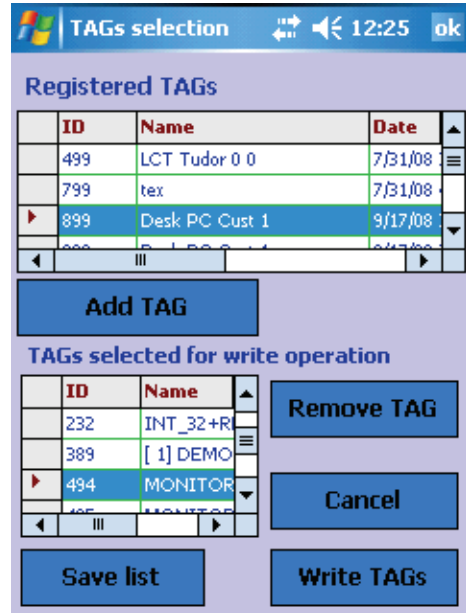 TAGs selection 12:25 ok
Registered TAGs
ID Name Date
499 LCT Tudor 0 0 7/31/08
799 tex 7/31/08
899 Desk PC Cust 1 9/17/08
Add TAG
TAGs selected for write operation
ID Name
232 INT_32+R
389 [ 1] DEMO
494 MONITOR
Remove TAG
Cancel
Save list
Write TAGs